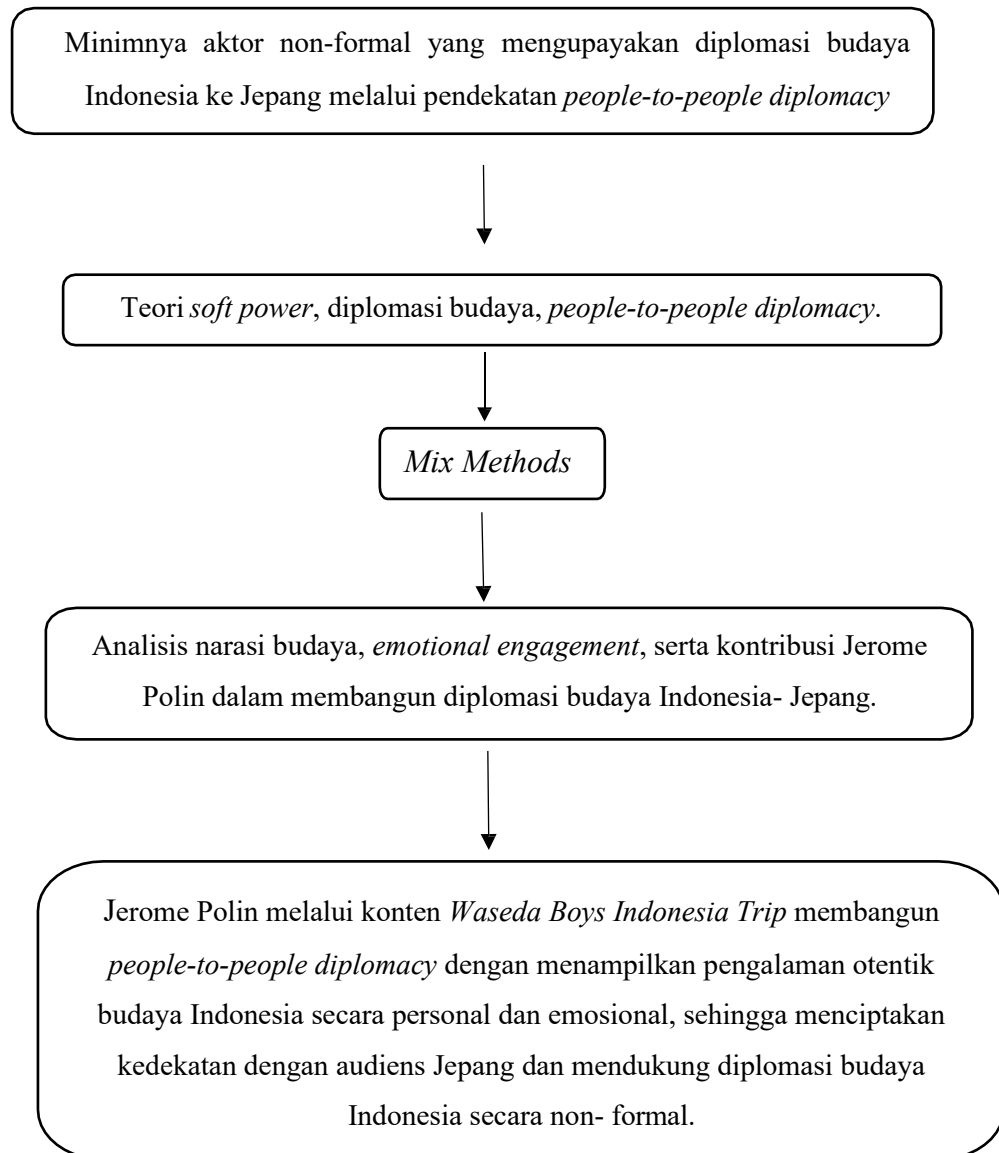 Minimnya aktor non-formal yang mengupayakan diplomasi budaya
Indonesia ke Jepang melalui pendekatan people-to-people diplomacy
Teori soft power, diplomasi budaya, people-to-people diplomacy.
Mix Methods
Analisis narasi budaya, emotional engagement, serta kontribusi Jerome
Polin dalam membangun diplomasi budaya Indonesia- Jepang.
Jerome Polin melalui konten Waseda Boys Indonesia Trip membangun
people-to-people diplomacy dengan menampilkan pengalaman otentik
budaya Indonesia secara personal dan emosional, sehingga menciptakan
kedekatan dengan audiens Jepang dan mendukung diplomasi budaya
Indonesia secara non- formal.